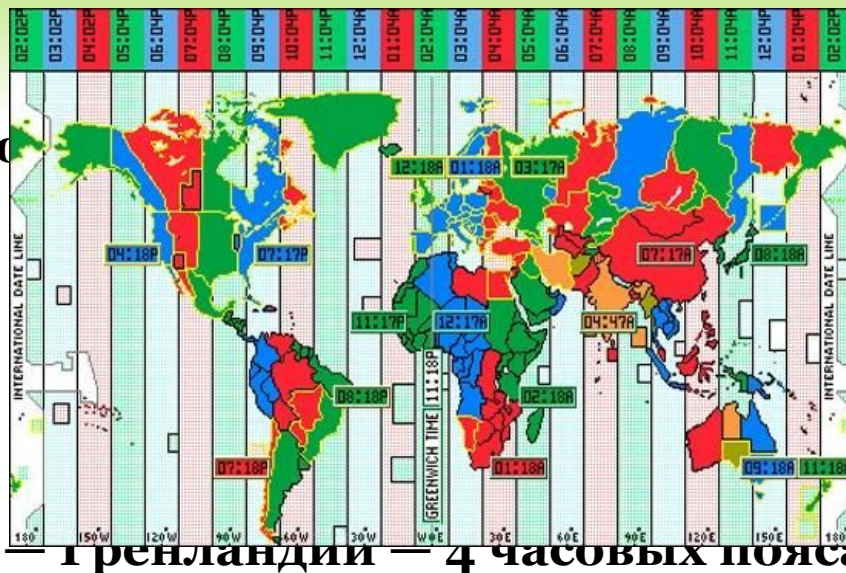 02:02P 03:02P 04:02P 05:04P 06:04P 07:04P 08:04P 09:04P 10:04P 11:04P 12:04A 01:04A 02:04A 03:04A 04:04A 05:04A 06:04A 07:04A 08:04A 09:04A 10:04A 11:04A 12:04P 01:04P 02:02P
12:18A 01:18A 03:17A
04:18P 07:17P 07:17A 08:18A
INTERNATIONAL DATE LINE
INTERNATIONAL DATE LINE
11:17P 12:17A 04:47A
GREENWICH TIME 11:18P
08:18P 02:18A
07:18P 01:18A 09:18A 11:18A
180° 150W 120W 90W 60W 30W W0E 30E 60E 90E 120E 150E 180°
— Гренландии — 4 часовых пояса